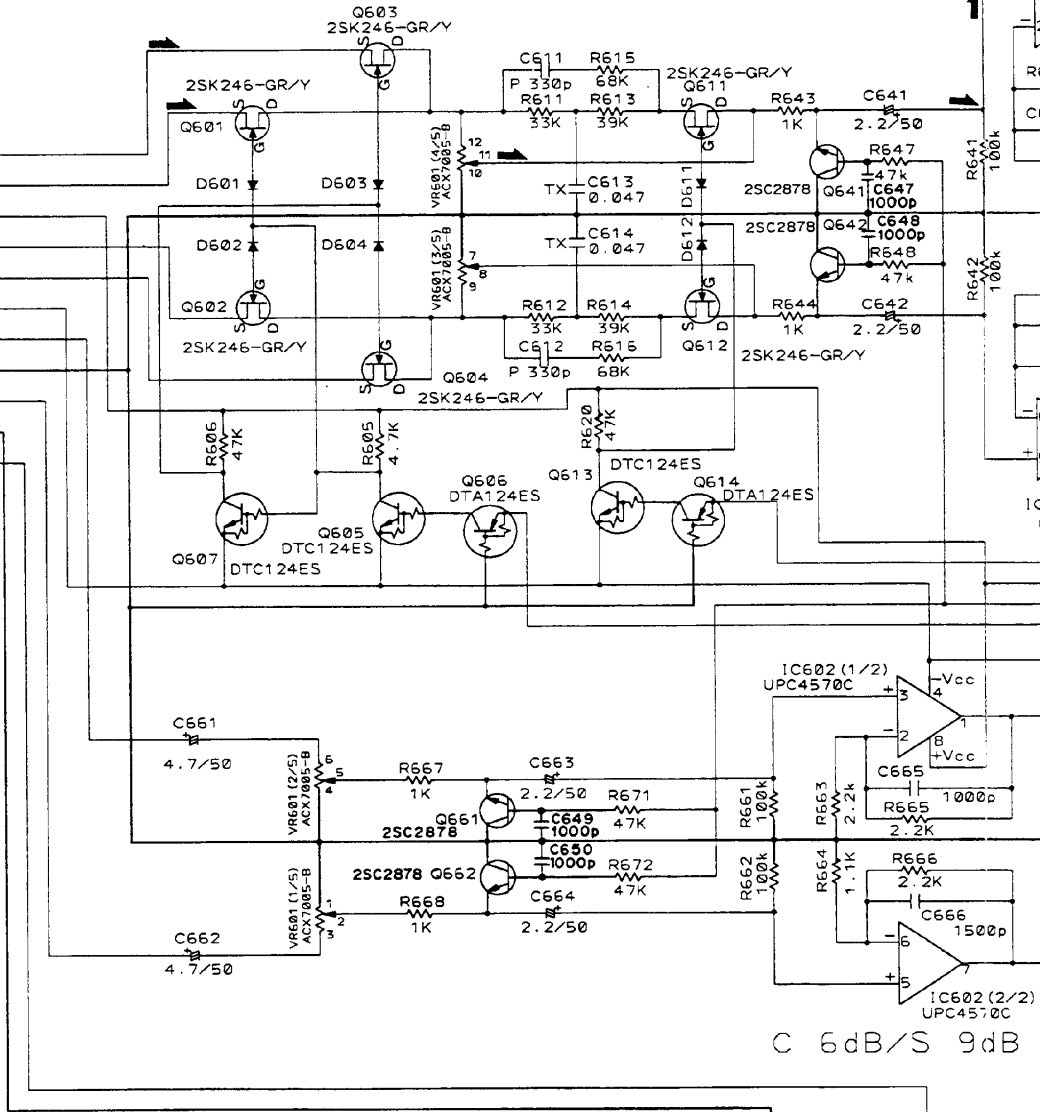 Q603
2SK246-GR/Y
S
D
G
C611
P 330p
R615
68K
2SK246-GR/Y
Q611
2SK246-GR/Y
S
D
Q601
G
R611
33K
R613
39K
S
D
G
R643
1K
C641
2.2/50
VR601(4/5)
ACX7005-B
12
11
10
R647
47k
R641
100k
D601
D603
TX
C613
0.047
D611
2SC2878
Q641
C647
1000p
D602
D604
TX
C614
0.047
D612
2SC2878
Q642
C648
1000p
VR601(3/5)
ACX7005-B
7
8
9
R648
47k
R642
100k
G
Q602
S
D
R612
33K
R614
39K
G
S
D
Q612
R644
1K
C642
2.2/50
2SK246-GR/Y
G
C612
P 330p
R616
68K
2SK246-GR/Y
S
D
Q604
2SK246-GR/Y
R606
47K
R605
4.7K
R620
47K
Q613
DTC124ES
Q606
DTA124ES
Q614
DTA124ES
Q605
DTC124ES
Q607
DTC124ES
IC602(1/2)
UPC4570C
-Vcc
4
+
3
1
-
2
8
+Vcc
C661
4.7/50
VR601(2/5)
ACX7005-B
6
5
4
R667
1K
C663
2.2/50
C665
1000p
R671
47K
R661
100k
R663
2.2k
R665
2.2K
Q661
2SC2878
C649
1000p
C650
1000p
2SC2878
Q662
R672
47K
R662
100k
R664
1.1K
R666
2.2K
C666
1500p
VR601(1/5)
ACX7005-B
1
2
3
R668
1K
C664
2.2/50
C662
4.7/50
-
6
7
+
5
IC602(2/2)
UPC4570C
C 6dB/S 9dB